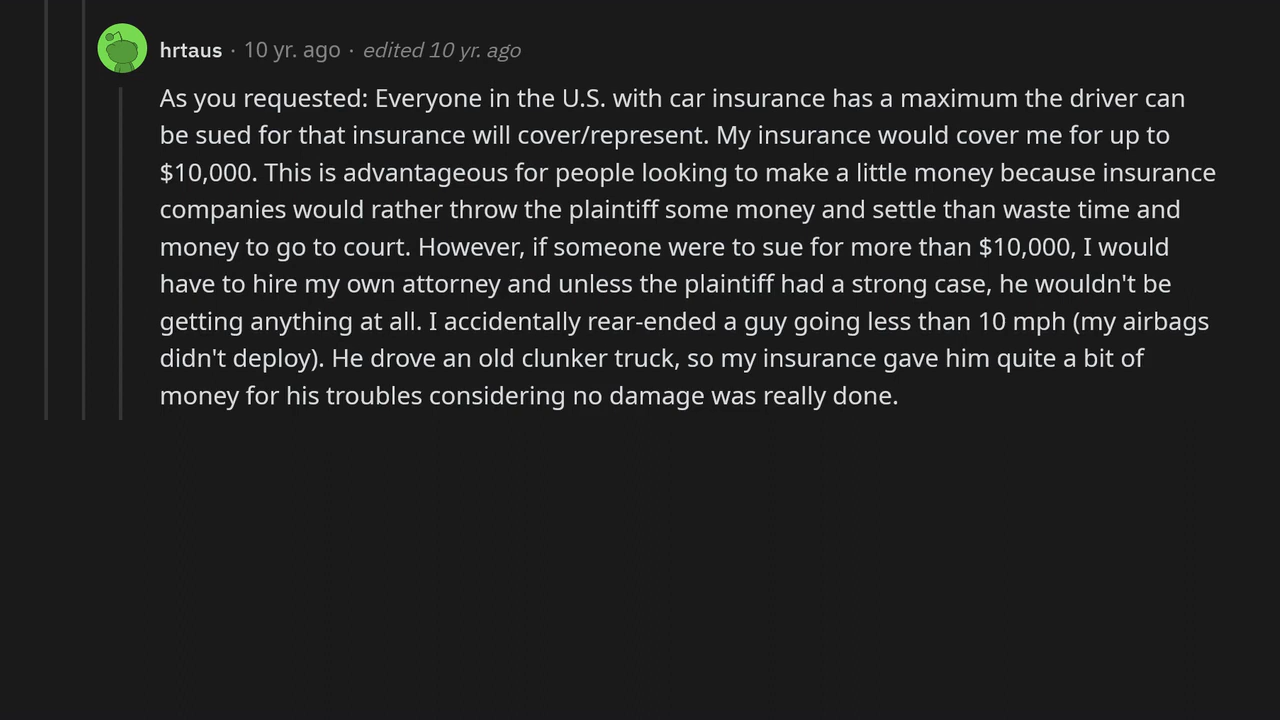 hrtaus · 10 yr. ago · edited 10 yr. ago
As you requested: Everyone in the U.S. with car insurance has a maximum the driver can
be sued for that insurance will cover/represent. My insurance would cover me for up to
$10,000. This is advantageous for people looking to make a little money because insurance
companies would rather throw the plaintiff some money and settle than waste time and
money to go to court. However, if someone were to sue for more than $10,000, I would
have to hire my own attorney and unless the plaintiff had a strong case, he wouldn't be
getting anything at all. I accidentally rear-ended a guy going less than 10 mph (my airbags
didn't deploy). He drove an old clunker truck, so my insurance gave him quite a bit of
money for his troubles considering no damage was really done.